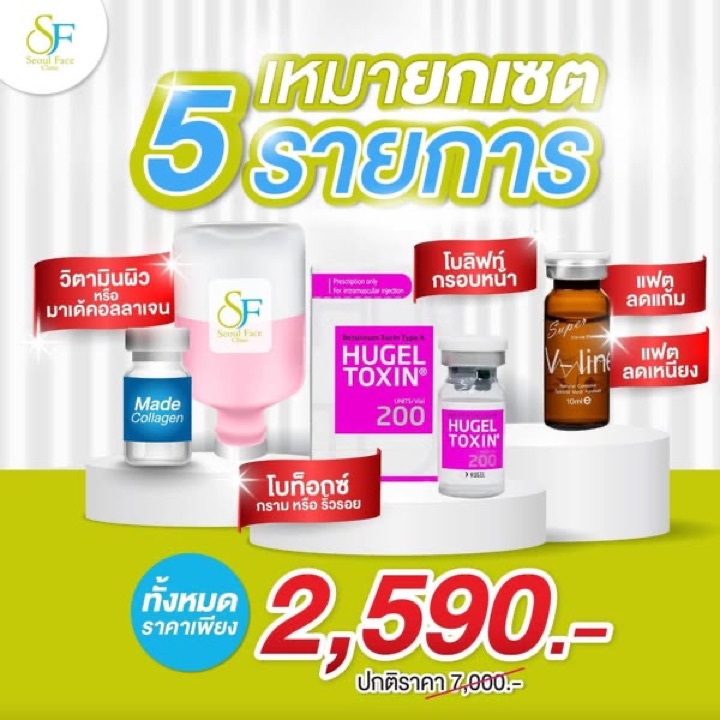 SF
Seoul Face
Clinic
เหมายกเซต
5 รายการ
วิตามินผิว
หรือ
มาเด้คอลลาเจน
SF
Seoul Face
Clinic
Made
Collagen
Prescription only
For intramuscular injection
Botulinum Toxin Type A
HUGEL
TOXIN®
UNITS/Vial
200
โบลิฟท์
กรอบหน้า
HUGEL
TOXIN®
200
HUGEL
Super
V-line
10ml
แฟตลดแก้ม
แฟตลดเหนียง
โบท็อกซ์
กราม หรือ ริ้วรอย
ทั้งหมด
ราคาเพียง
2,590.-
ปกติราคา 7,000.-